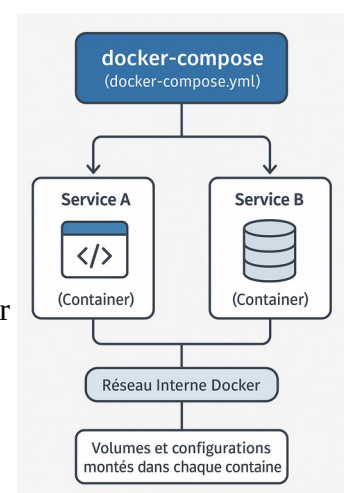 docker-compose
(docker-compose.yml)
Service A
</>
(Container)
Service B
(Container)
r
Réseau Interne Docker
Volumes et configurations
montés dans chaque containe